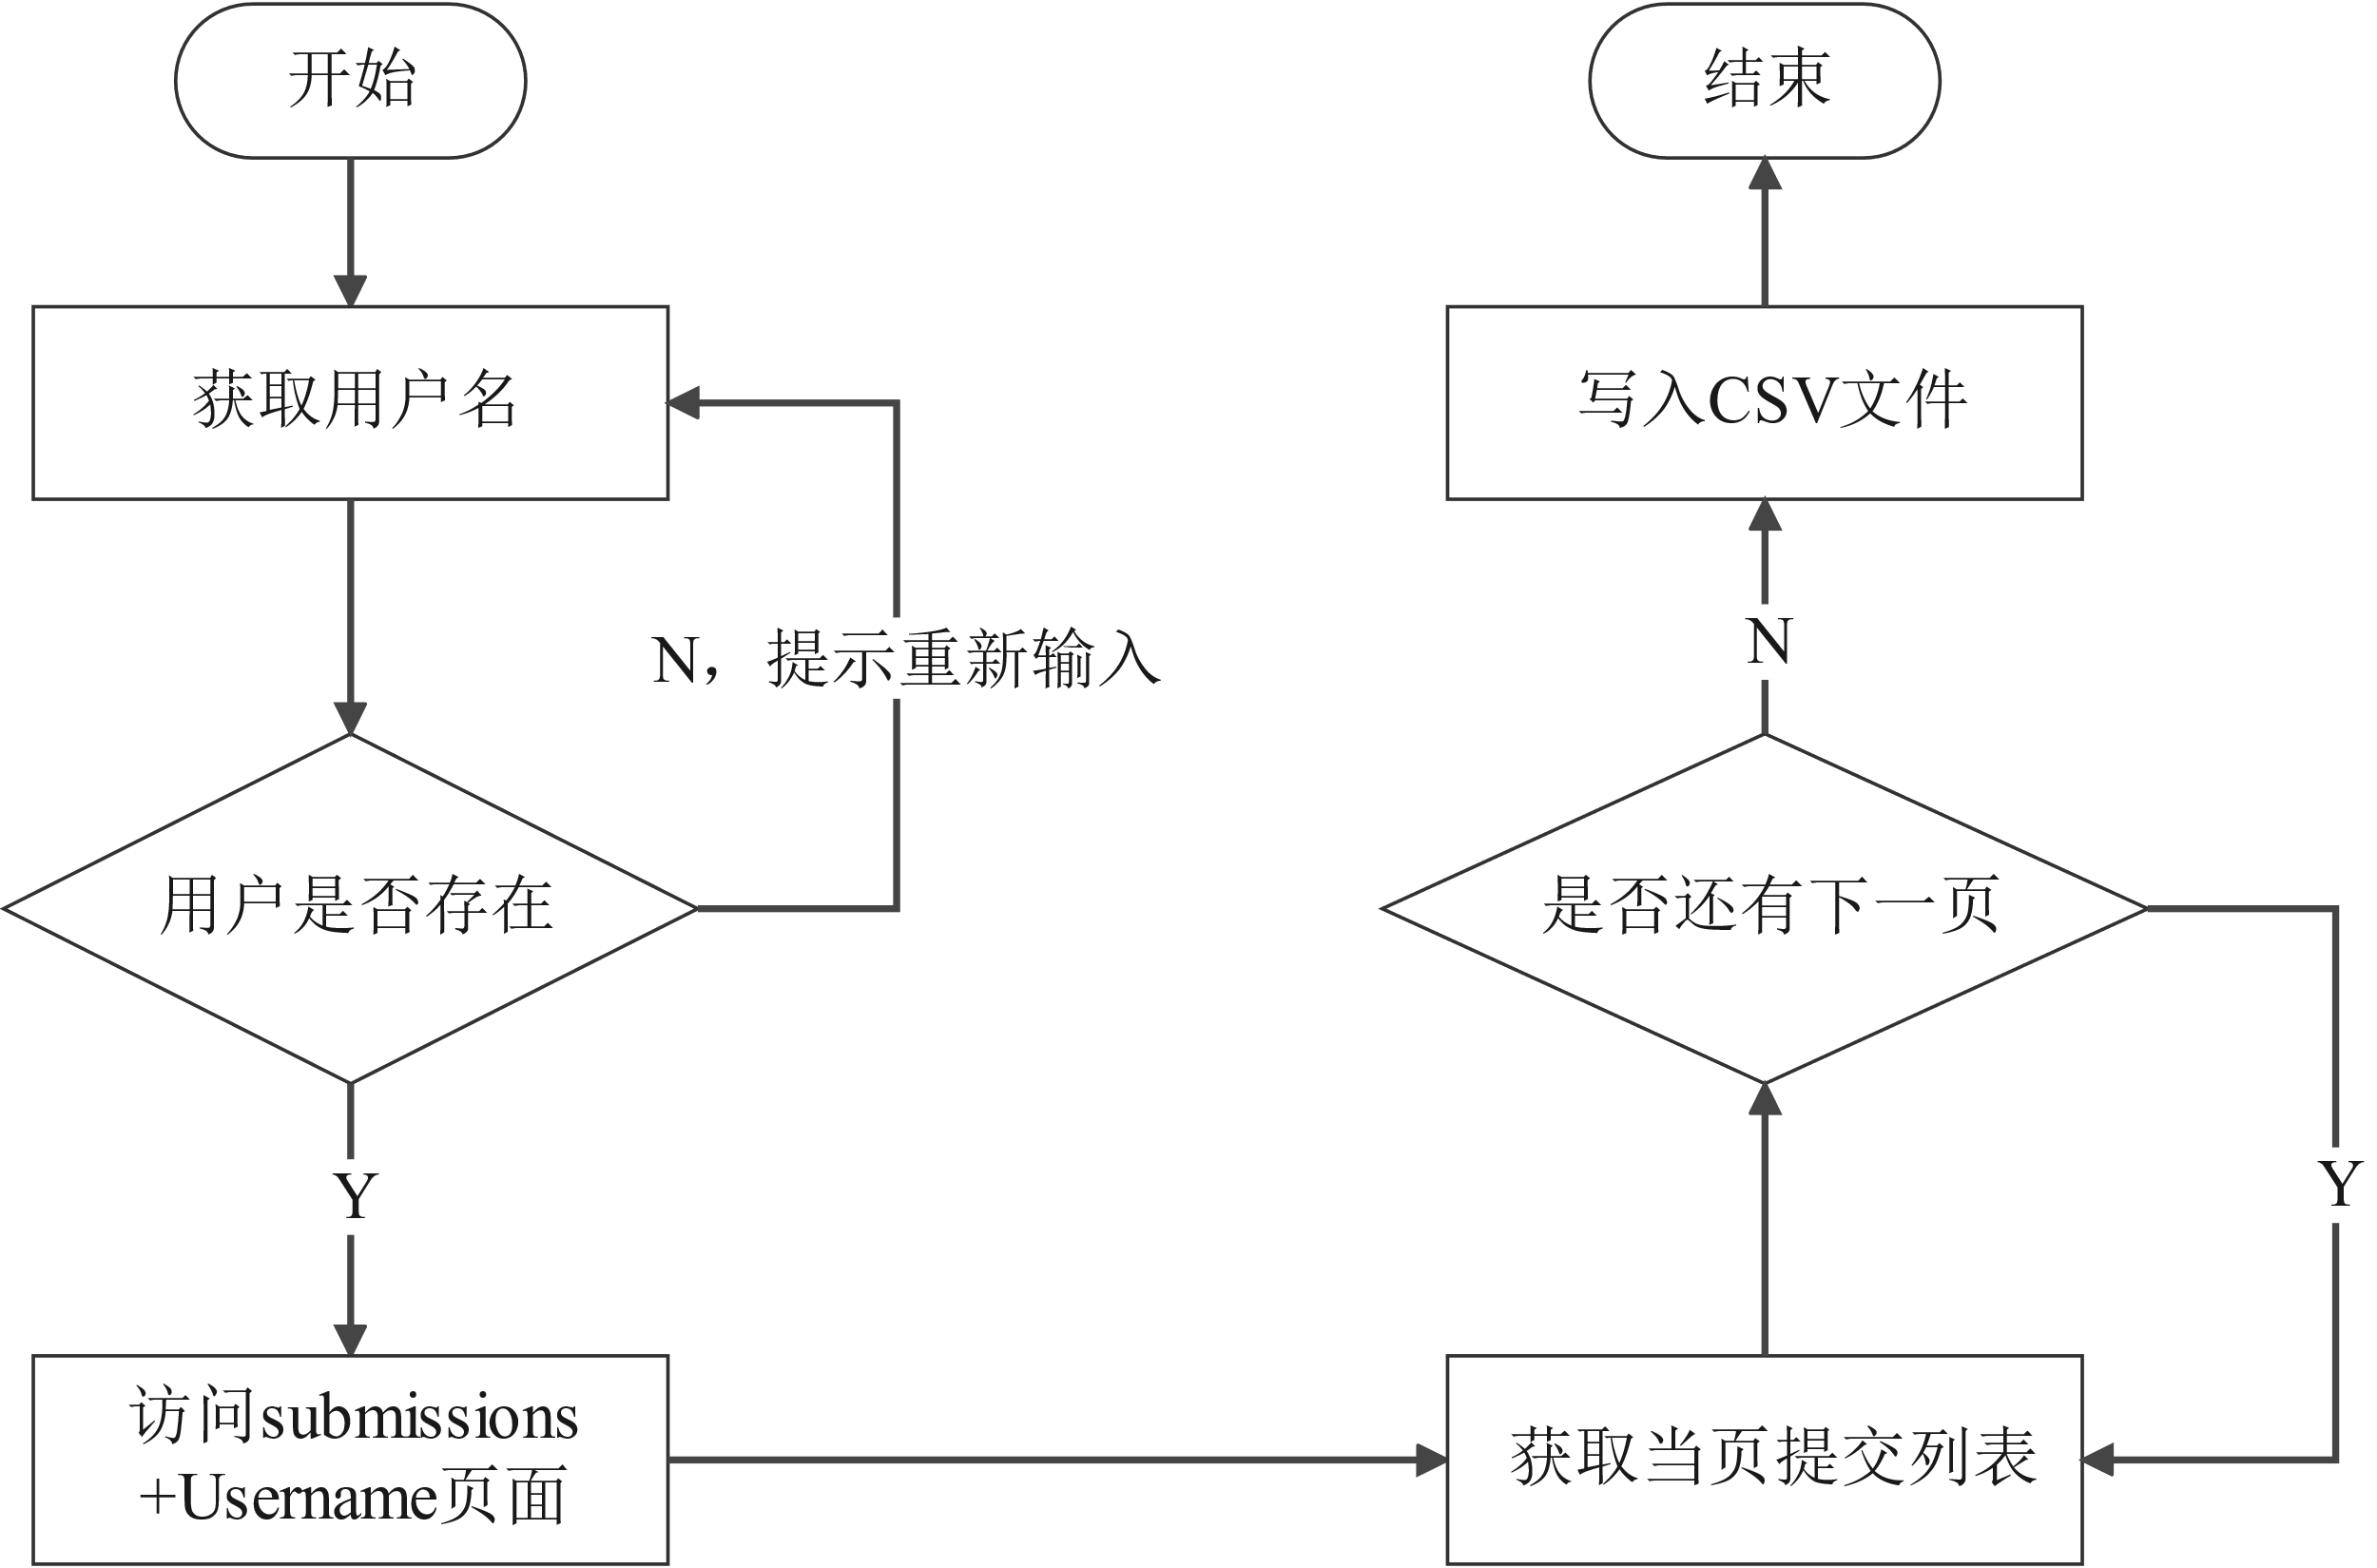 开始
获取用户名
N，提示重新输入
用户是否存在
Y
访问submissions
+Username页面
结束
写入CSV文件
N
是否还有下一页
Y
获取当页提交列表